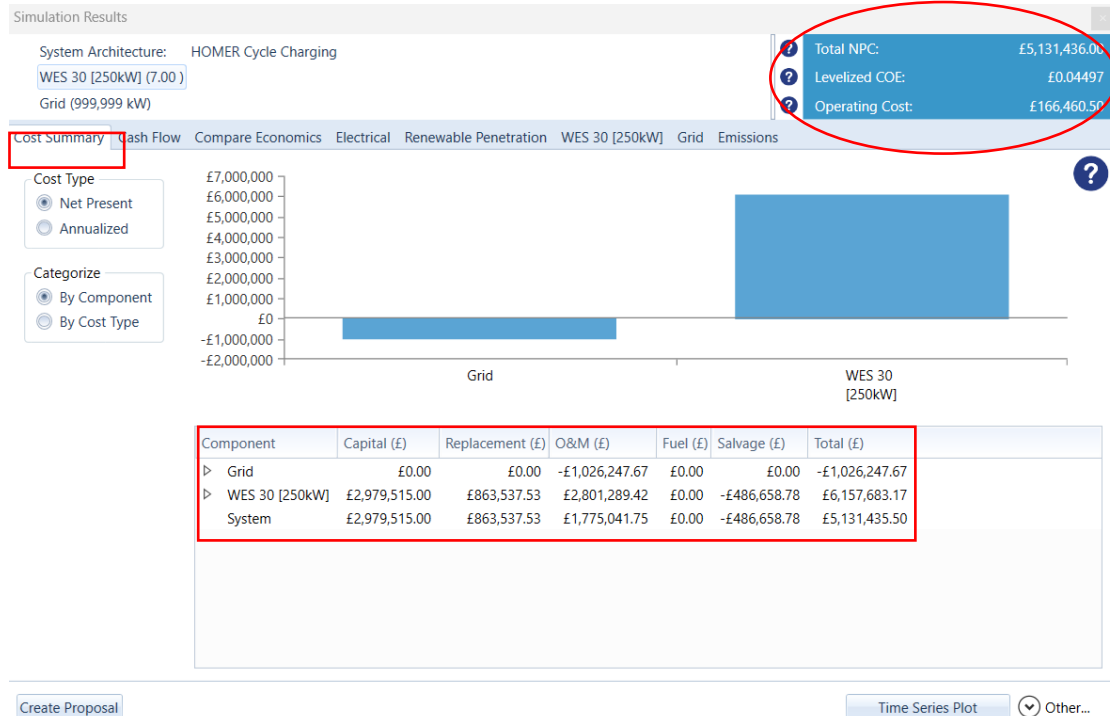 Simulation Results
System Architecture: HOMER Cycle Charging
WES 30 [250kW] (7.00 )
Grid (999,999 kW)
? Total NPC: £5,131,436.00
? Levelized COE: £0.04497
? Operating Cost: £166,460.50
Cost Summary Cash Flow Compare Economics Electrical Renewable Penetration WES 30 [250kW] Grid Emissions
?
Cost Type
Net Present
Annualized
Categorize
By Component
By Cost Type
£7,000,000
£6,000,000
£5,000,000
£4,000,000
£3,000,000
£2,000,000
£1,000,000
£0
-£1,000,000
-£2,000,000
Grid
WES 30
[250kW]
Component Capital (£) Replacement (£) O&M (£) Fuel (£) Salvage (£) Total (£)
Grid £0.00 £0.00 -£1,026,247.67 £0.00 £0.00 -£1,026,247.67
WES 30 [250kW] £2,979,515.00 £863,537.53 £2,801,289.42 £0.00 -£486,658.78 £6,157,683.17
System £2,979,515.00 £863,537.53 £1,775,041.75 £0.00 -£486,658.78 £5,131,435.50
Create Proposal
Time Series Plot
Other...